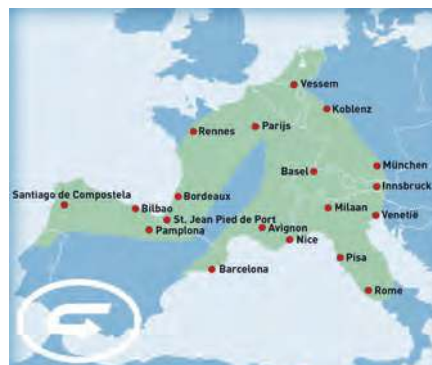 Vessem
Koblenz
Rennes
Parijs
Basel
München
Innsbruck
Santiago de Compostela
Bilbao
Bordeaux
St. Jean Pied de Port
Pamplona
Milaan
Venetië
Avignon
Nice
Barcelona
Pisa
Rome